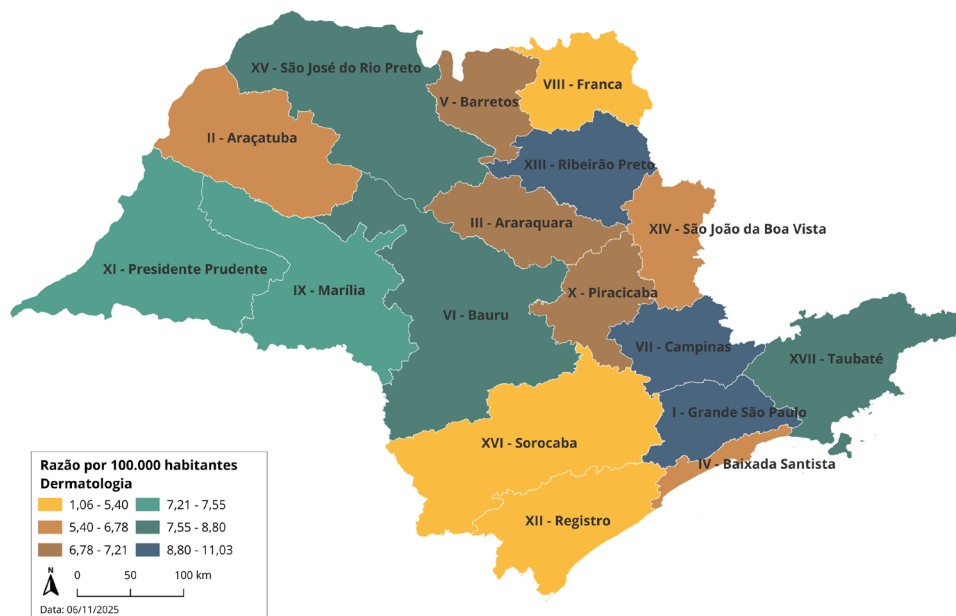 XV - São José do Rio Preto
VIII - Franca
V - Barretos
II - Araçatuba
XIII - Ribeirão Preto
III - Araraquara
XIV - São João da Boa Vista
XI - Presidente Prudente
IX - Marília
X - Piracicaba
VI - Bauru
VII - Campinas
XVII - Taubaté
I - Grande São Paulo
XVI - Sorocaba
IV - Baixada Santista
XII - Registro
Razão por 100.000 habitantes
Dermatologia
1,06 - 5,40 7,21 - 7,55
5,40 - 6,78 7,55 - 8,80
6,78 - 7,21 8,80 - 11,03
N
0 50 100 km
Data: 06/11/2025